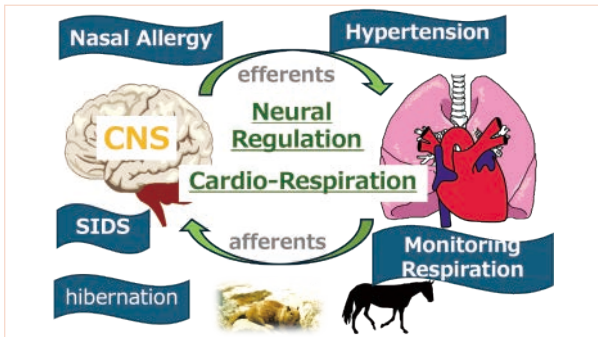 Nasal Allergy
Hypertension
efferents
CNS
Neural
Regulation
Cardio-Respiration
SIDS
afferents
Monitoring
Respiration
hibernation